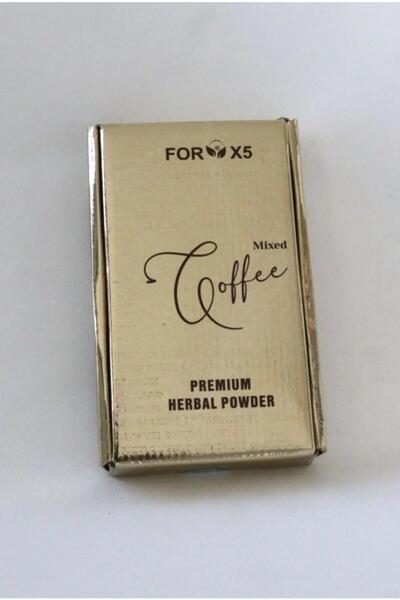 FOR X5
Mixed
Coffee
PREMIUM
HERBAL POWDER